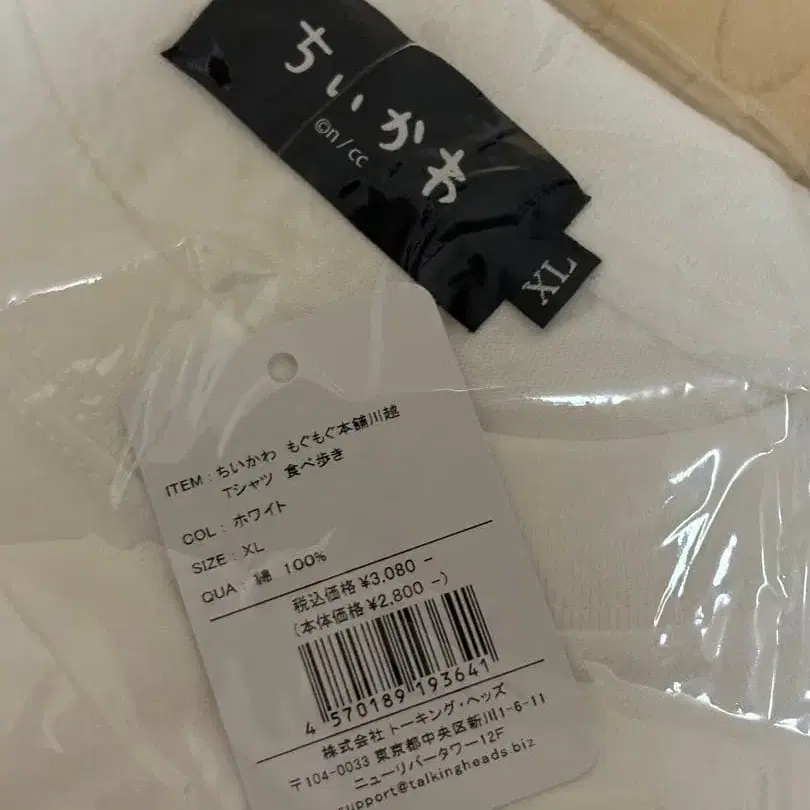 ちいかわ
©n / cc
XL
ITEM : ちいかわ もぐもぐ本舗川越
Tシャツ 食べ歩き
COL : ホワイト
SIZE : XL
QUA : 綿 100%
税込価格 ¥3,080 -
(本体価格 ¥2,800 -)
4 570189 193641
株式会社 トーキング・ヘッズ
〒104-0033 東京都中央区新川1-6-11
ニューリバータワー12F
support@talkingheads.biz